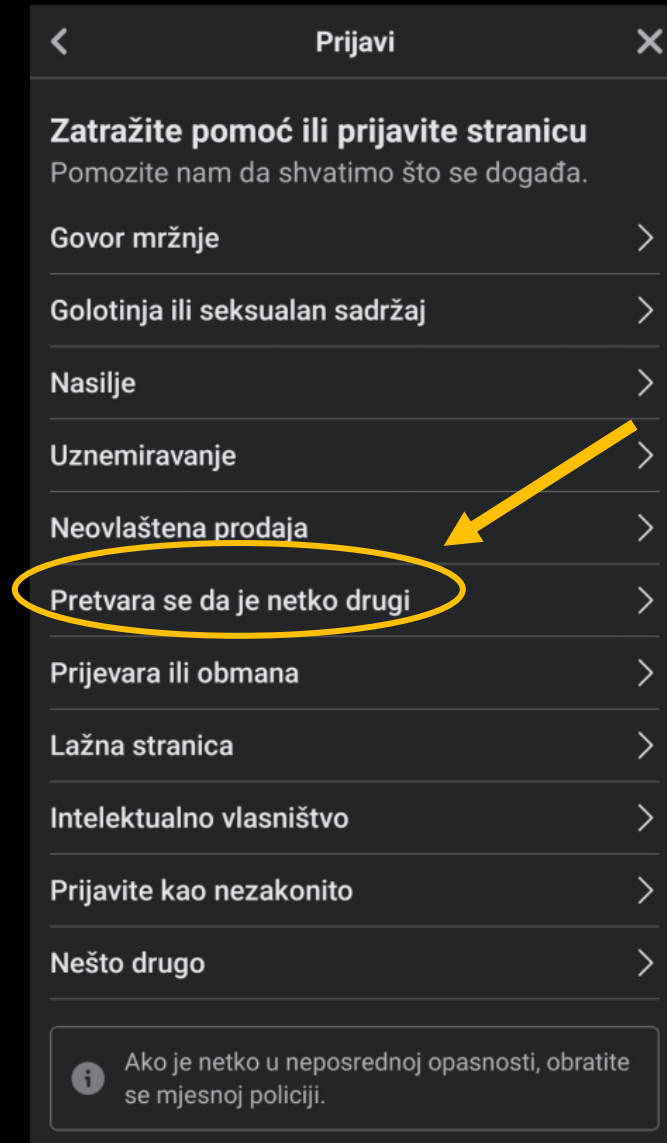 Prijavi
Zatražite pomoć ili prijavite stranicu
Pomozite nam da shvatimo što se događa.
Govor mržnje
Golotinja ili seksualan sadržaj
Nasilje
Uznemiravanje
Neovlaštena prodaja
Pretvara se da je netko drugi
Prijevara ili obmana
Lažna stranica
Intelektualno vlasništvo
Prijavite kao nezakonito
Nešto drugo
Ako je netko u neposrednoj opasnosti, obratite
se mjesnoj policiji.